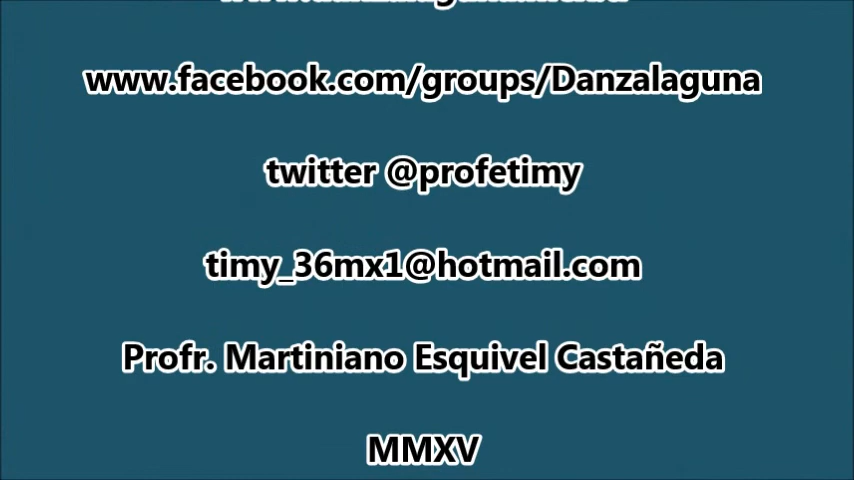 www.facebook.com/groups/Danzalaguna
twitter @profetimy
timy_36mx1@hotmail.com
Profr. Martiniano Esquivel Castañeda
MMXV